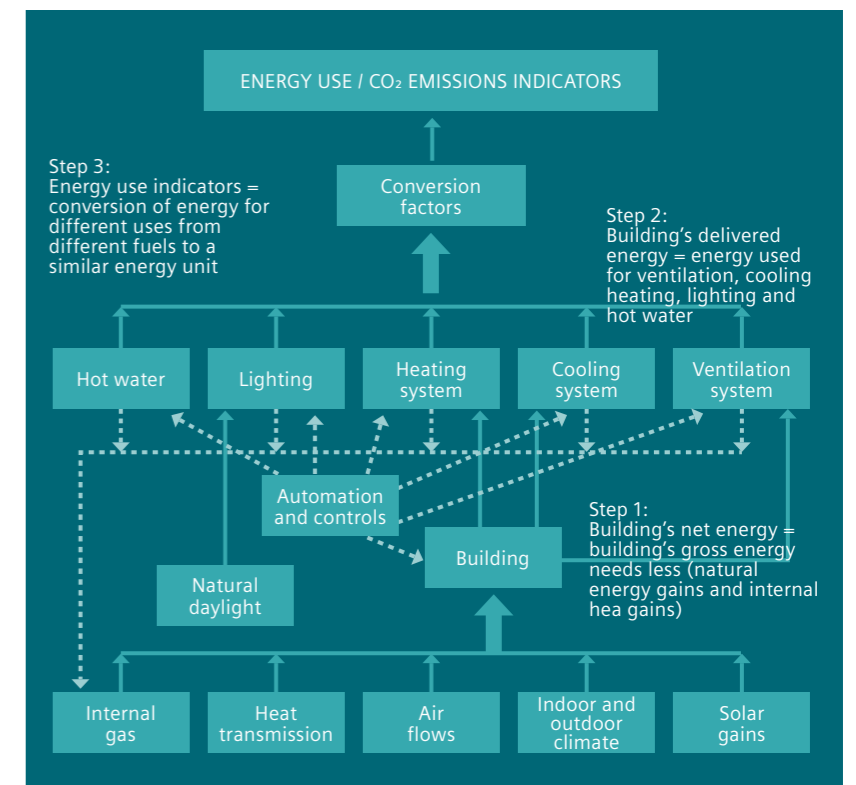 ENERGY USE / CO₂ EMISSIONS INDICATORS
Step 3:
Energy use indicators =
conversion of energy for
different uses from
different fuels to a
similar energy unit
Conversion
factors
Step 2:
Building’s delivered
energy = energy used
for ventilation, cooling
heating, lighting and
hot water
Hot water
Lighting
Heating
system
Cooling
system
Ventilation
system
Automation
and controls
Step 1:
Building’s net energy =
building’s gross energy
needs less (natural
energy gains and internal
hea gains)
Building
Natural
daylight
Internal
gas
Heat
transmission
Air
flows
Indoor and
outdoor
climate
Solar
gains